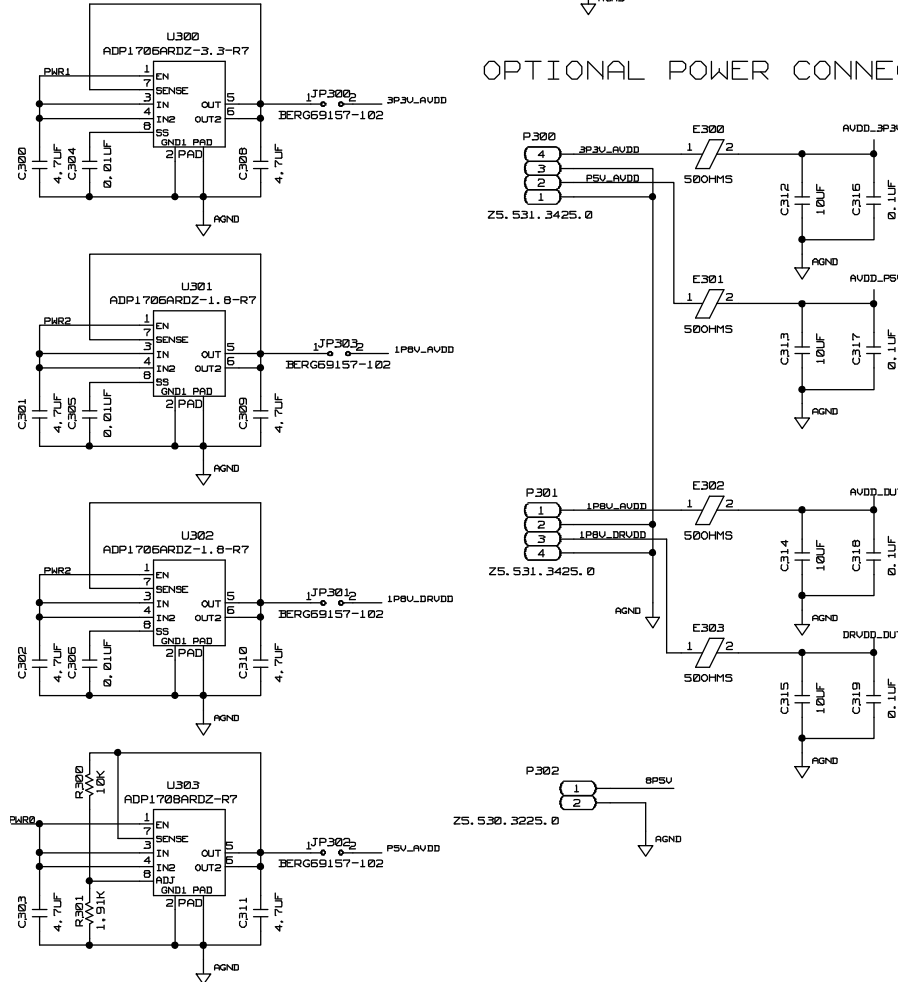 AGND
OPTIONAL POWER CONNE
U300
ADP1706ARDZ-3.3-R7
PWR1
1 EN
7 SENSE
3 IN OUT 5
4 IN2 OUT2 6
8 SS
GND1 PAD
2 PAD
JP300
1 2
3P3V_AVDD
BERG69157-102
C300
4.7UF
C304
0.01UF
C308
4.7UF
AGND
U301
ADP1706ARDZ-1.8-R7
PWR2
1 EN
7 SENSE
3 IN OUT 5
4 IN2 OUT2 6
8 SS
GND1 PAD
2 PAD
JP303
1 2
1P8V_AVDD
BERG69157-102
C301
4.7UF
C305
0.01UF
C309
4.7UF
AGND
U302
ADP1706ARDZ-1.8-R7
PWR2
1 EN
7 SENSE
3 IN OUT 5
4 IN2 OUT2 6
8 SS
GND1 PAD
2 PAD
JP301
1 2
1P8V_DRVDD
BERG69157-102
C302
4.7UF
C306
0.01UF
C310
4.7UF
AGND
R300
10K
U303
ADP1708ARDZ-R7
PWR0
1 EN
7 SENSE
3 IN OUT 5
4 IN2 OUT2 6
8 ADJ
GND1 PAD
2 PAD
JP302
1 2
P5V_AVDD
BERG69157-102
C303
4.7UF
R301
1.91K
C311
4.7UF
AGND
P300
4
3
2
1
Z5.531.3425.0
3P3V_AVDD
P5V_AVDD
E300
1 2
500HMS
AVDD_3P3V
C312
10UF
C316
0.1UF
AGND
E301
1 2
500HMS
AVDD_P5V
C313
10UF
C317
0.1UF
AGND
P301
1
2
3
4
Z5.531.3425.0
1P8V_AVDD
1P8V_DRVDD
AGND
E302
1 2
500HMS
AVDD_DUT
C314
10UF
C318
0.1UF
AGND
E303
1 2
500HMS
DRVDD_DUT
C315
10UF
C319
0.1UF
AGND
P302
1
2
Z5.530.3225.0
8P5V
AGND